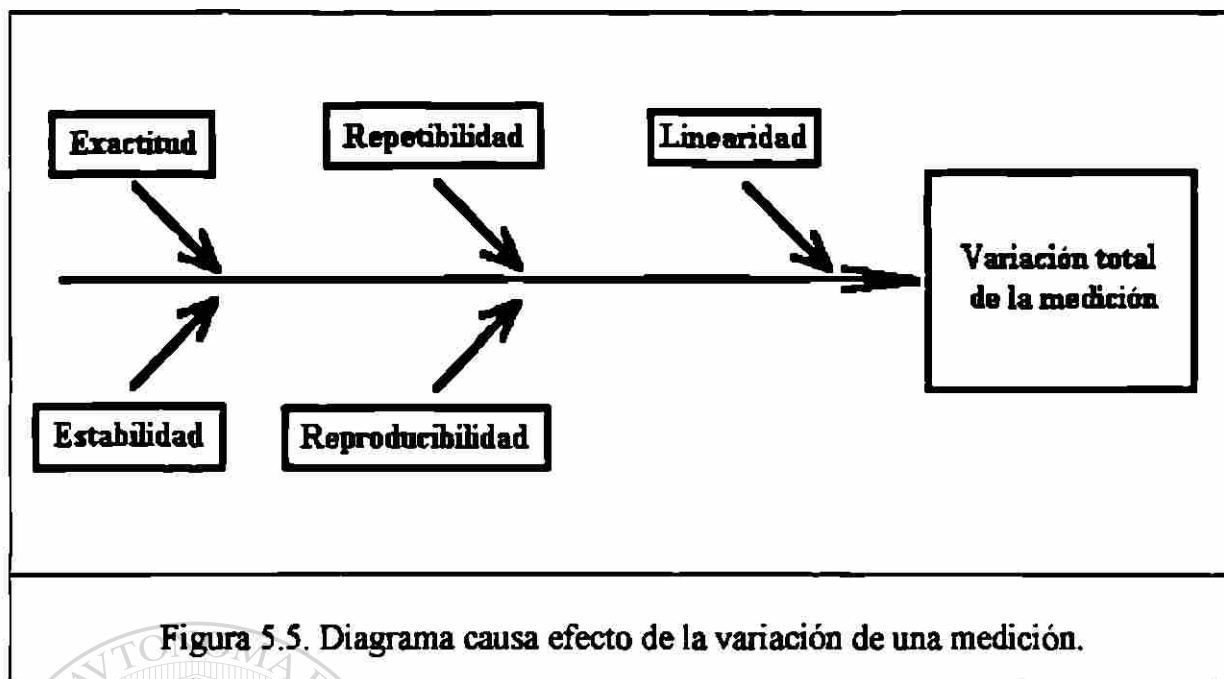 Exactitud
Repetibilidad
Linearidad
Variación total
de la medición
Estabilidad
Reproducibilidad
Figura 5.5. Diagrama causa efecto de la variación de una medición.